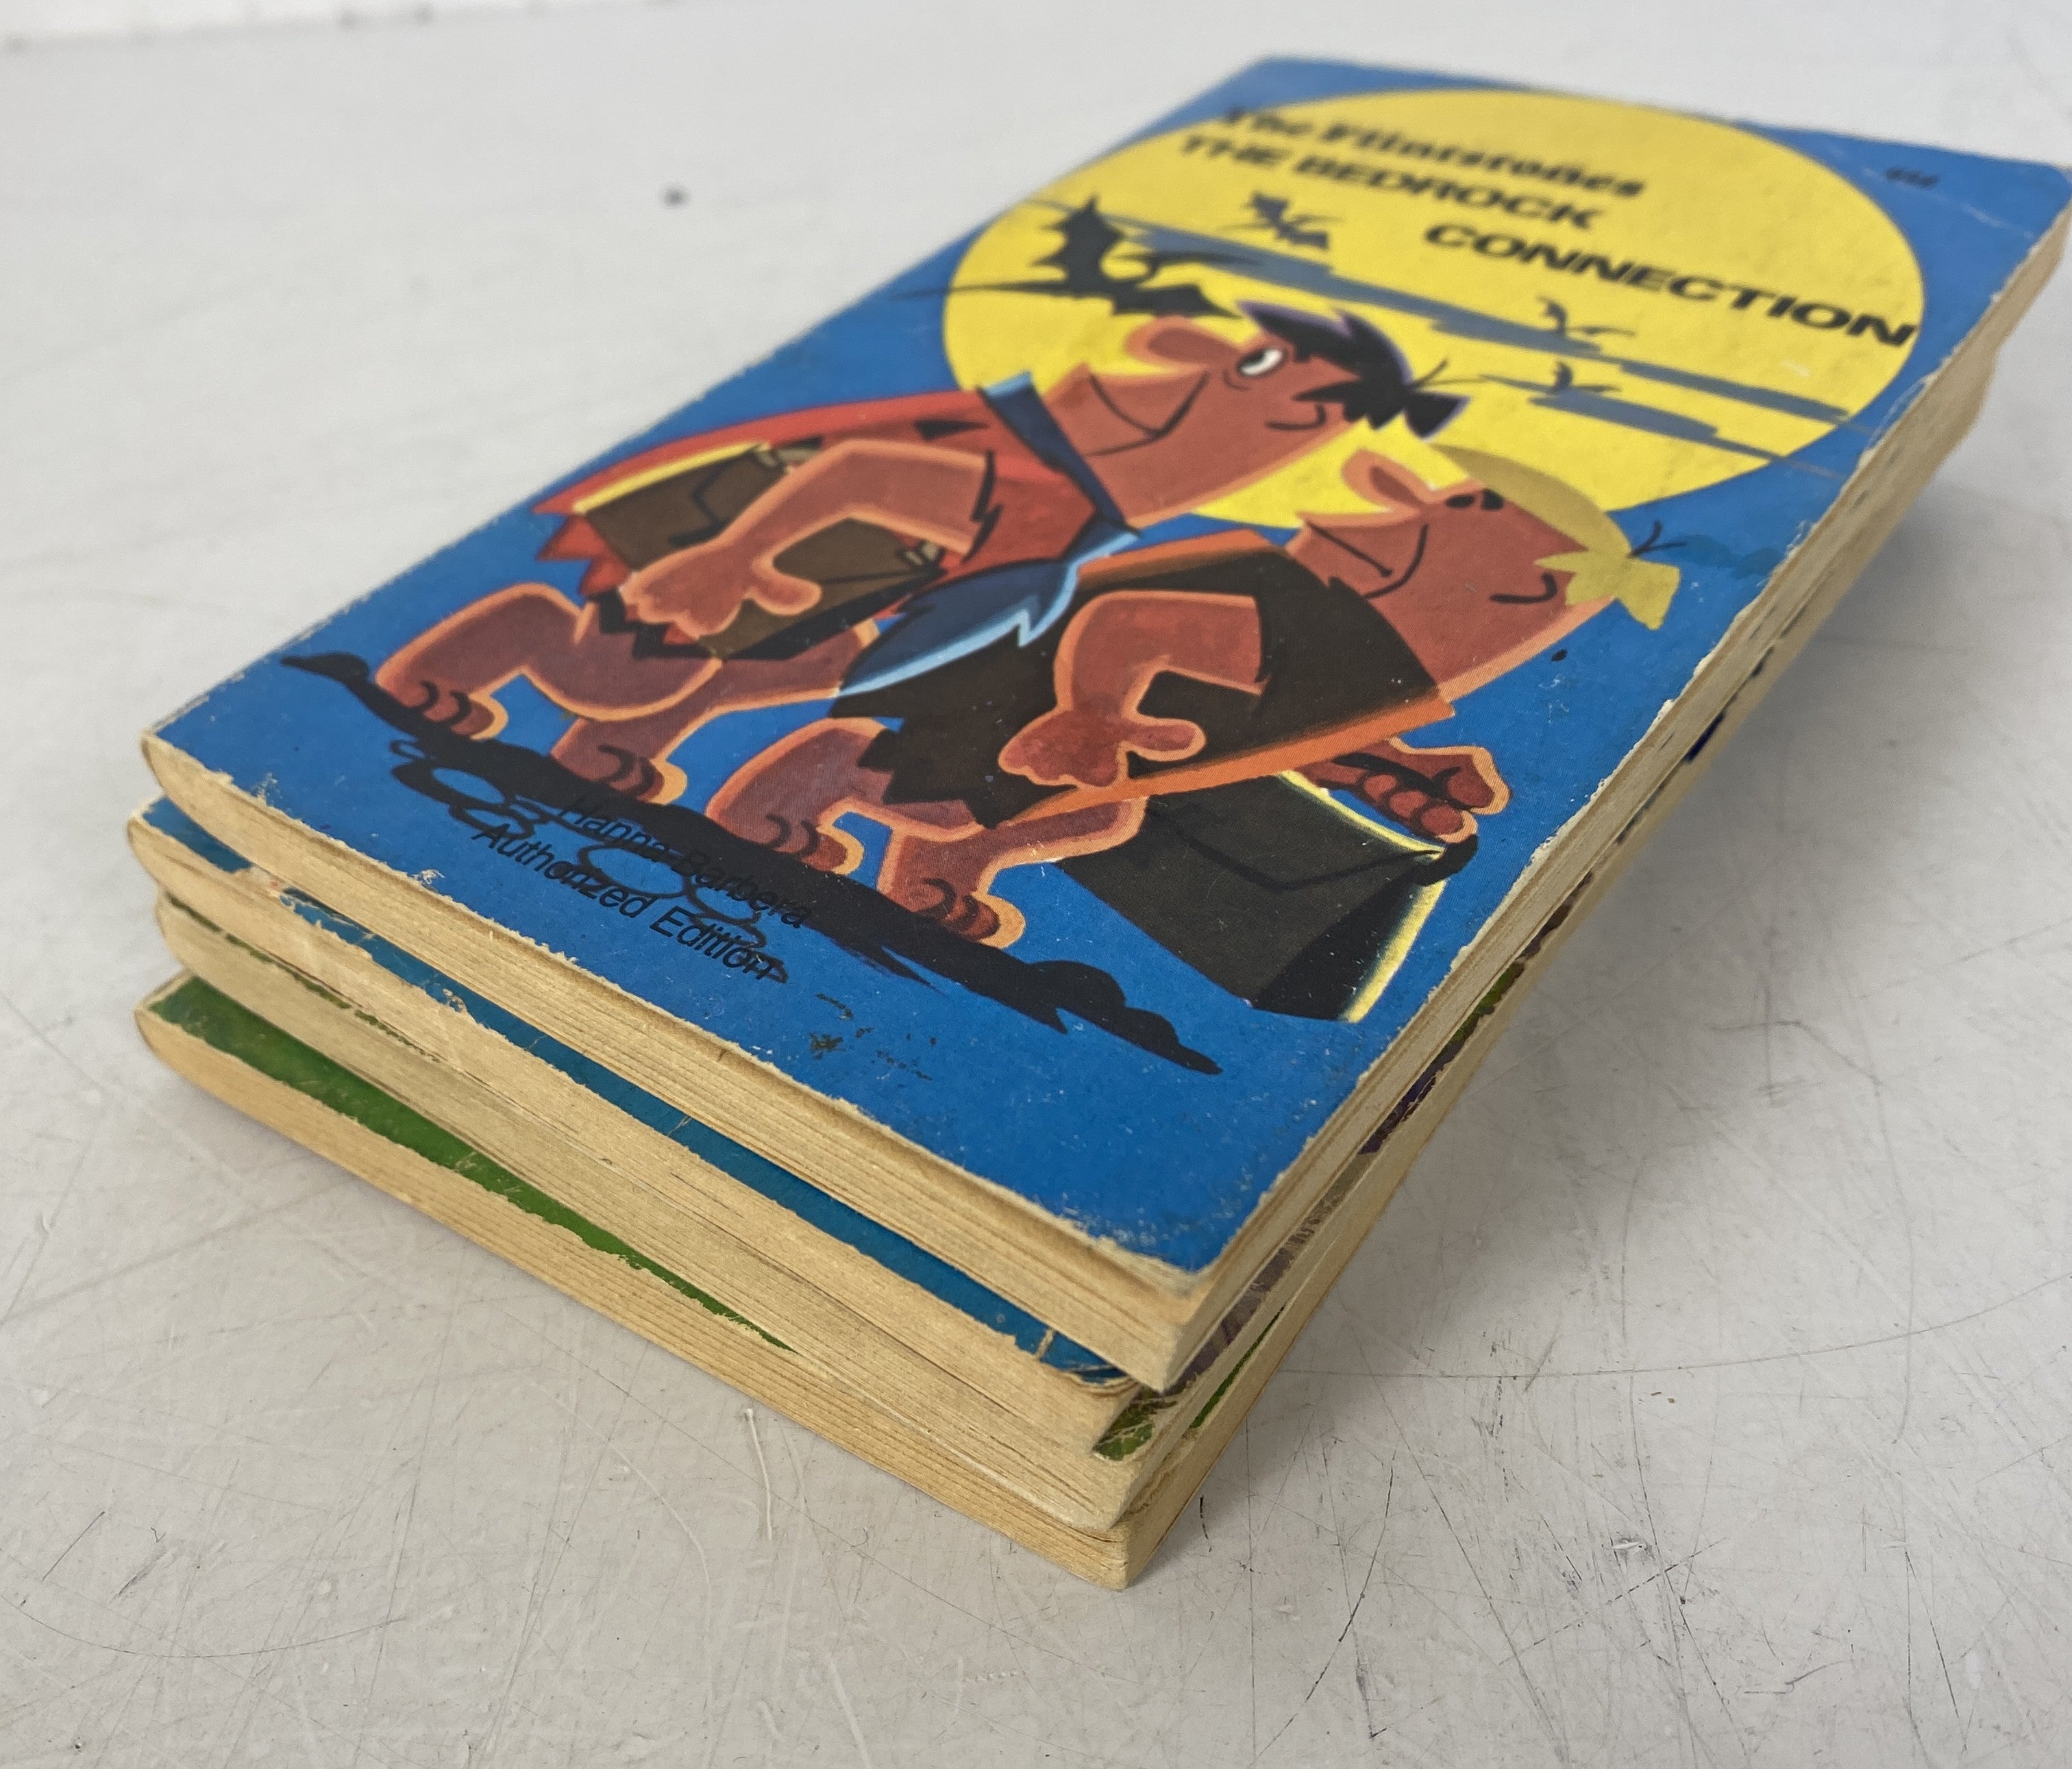 The Flintstones
THE BEDROCK
CONNECTION
Hanna-Barbera
Authorized Edition